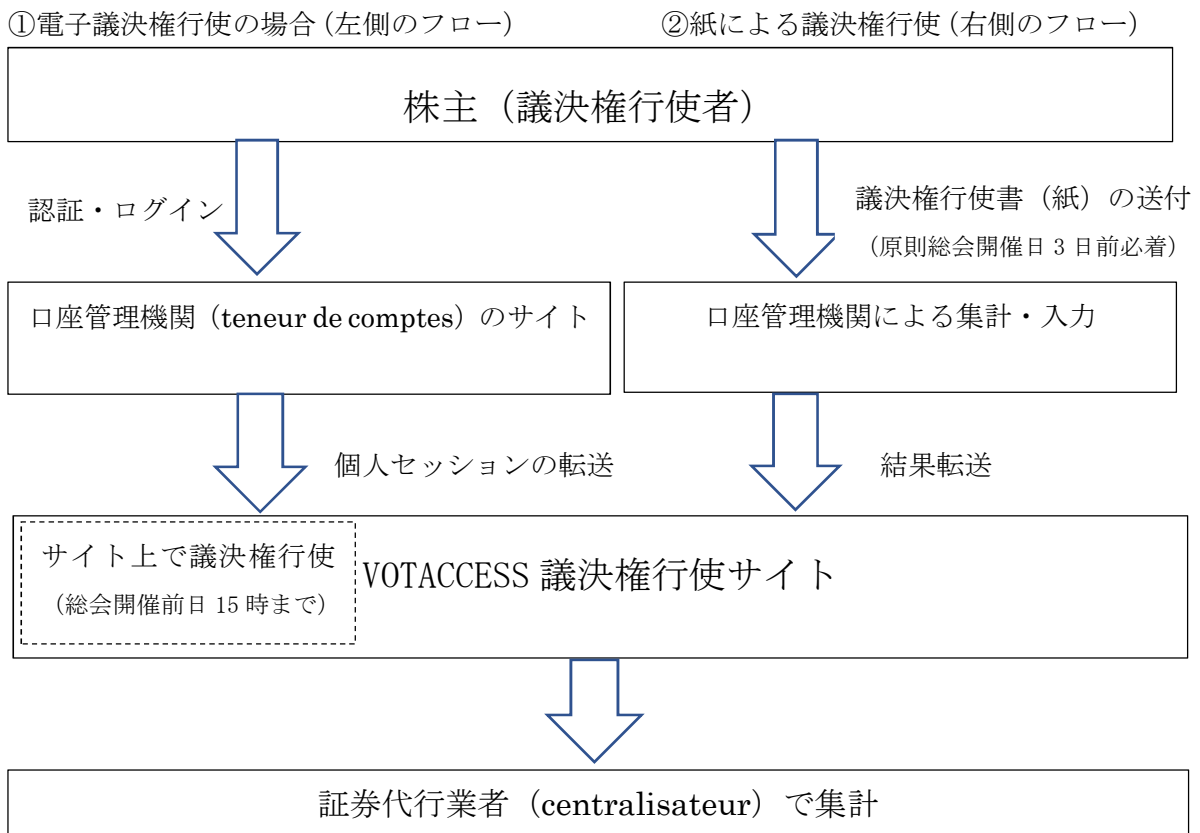 ①電子議決権行使の場合(左側のフロー) ②紙による議決権行使(右側のフロー)
株主（議決権行使者）
認証・ログイン
議決権行使書（紙）の送付
（原則総会開催日3日前必着）
口座管理機関（teneur de comptes）のサイト
口座管理機関による集計・入力
個人セッションの転送
結果転送
サイト上で議決権行使
（総会開催前日15時まで）
VOTACCESS 議決権行使サイト
証券代行業者（centralisateur）で集計